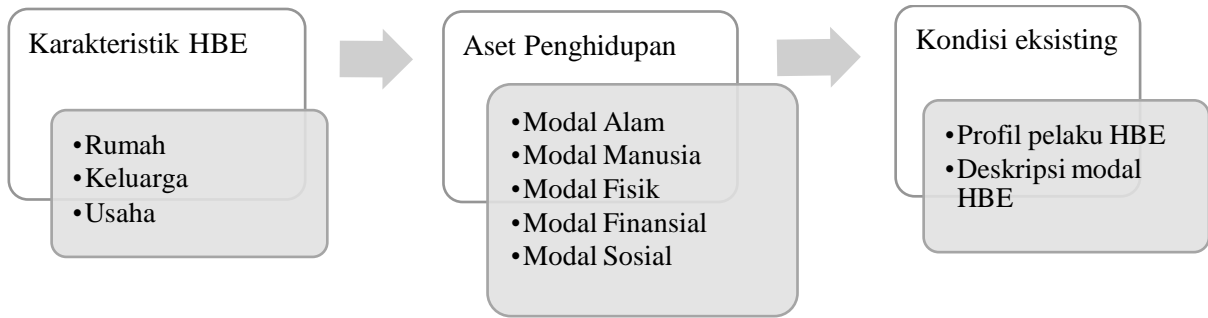 Karakteristik HBE
•Rumah
•Keluarga
•Usaha
Aset Penghidupan
•Modal Alam
•Modal Manusia
•Modal Fisik
•Modal Finansial
•Modal Sosial
Kondisi eksisting
•Profil pelaku HBE
•Deskripsi modal
HBE